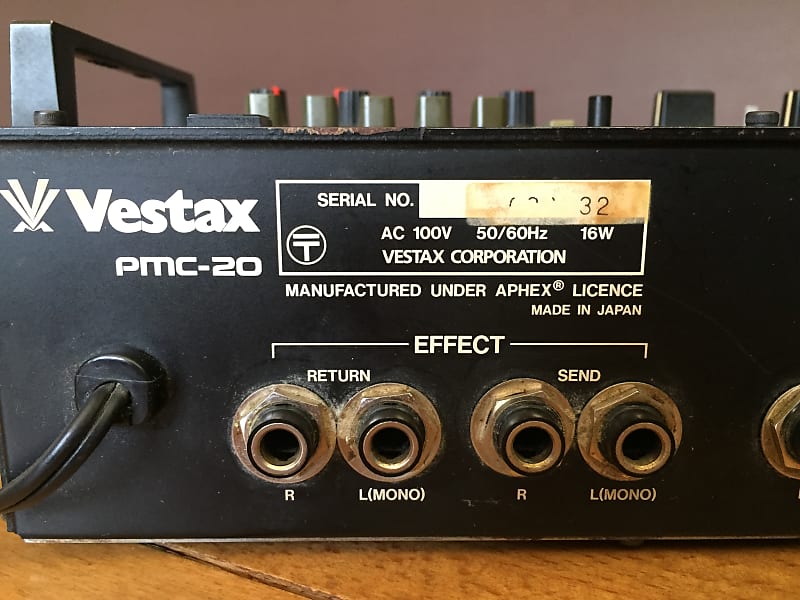 Vestax
PMC-20
SERIAL NO. 32
T
AC 100V 50/60Hz 16W
VESTAX CORPORATION
MANUFACTURED UNDER APHEX® LICENCE
MADE IN JAPAN
EFFECT
RETURN SEND
R L(MONO) R L(MONO)